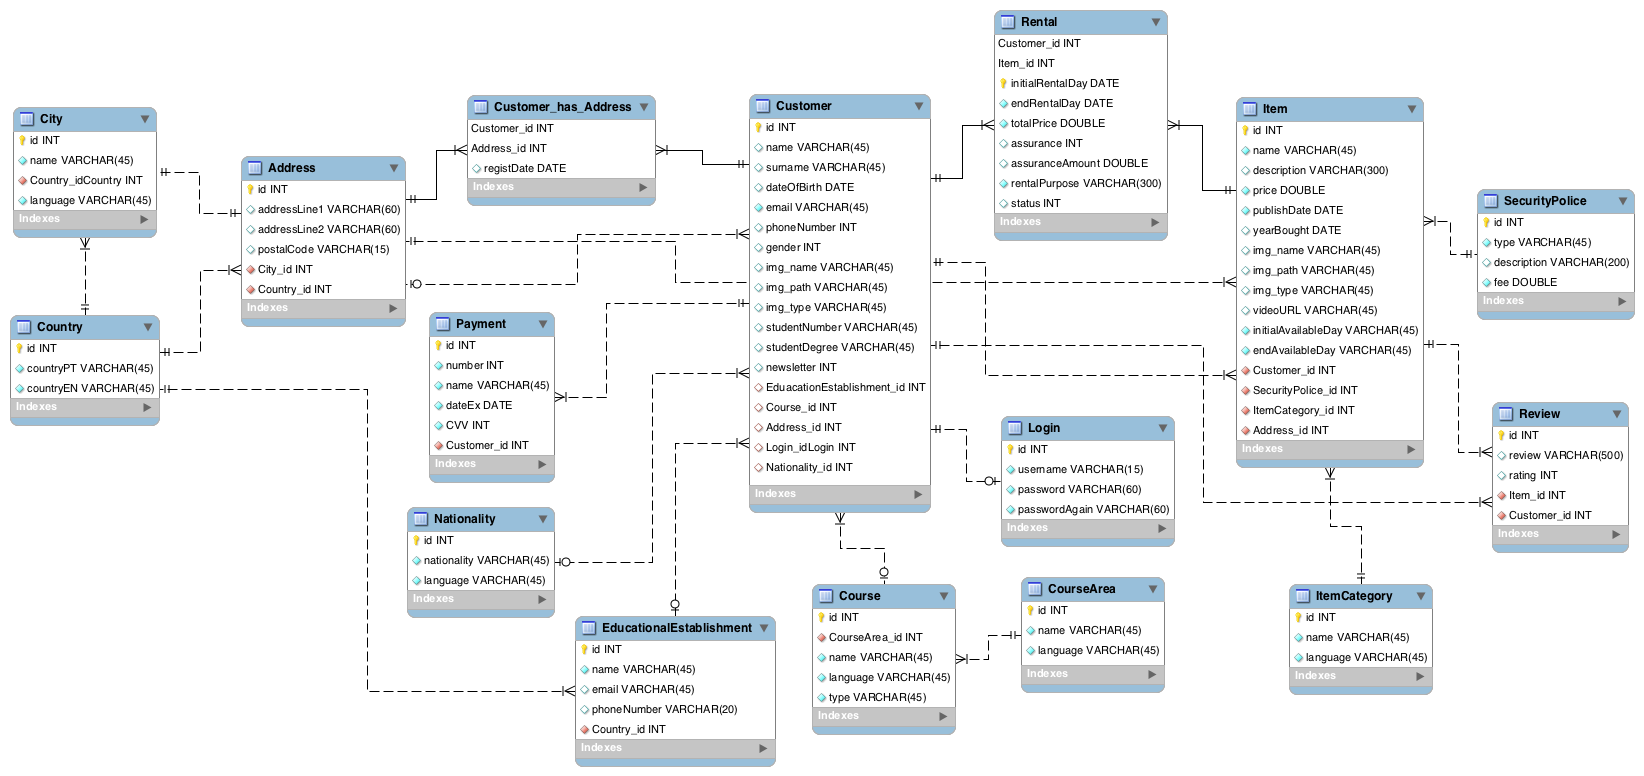 City
id INT
name VARCHAR(45)
Country_idCountry INT
language VARCHAR(45)
Indexes
Country
id INT
countryPT VARCHAR(45)
countryEN VARCHAR(45)
Indexes
Address
id INT
addressLine1 VARCHAR(60)
addressLine2 VARCHAR(60)
postalCode VARCHAR(15)
City_id INT
Country_id INT
Indexes
Customer_has_Address
Customer_id INT
Address_id INT
registDate DATE
Indexes
Payment
id INT
number INT
name VARCHAR(45)
dateEx DATE
CVV INT
Customer_id INT
Indexes
Nationality
id INT
nationality VARCHAR(45)
language VARCHAR(45)
Indexes
EducationalEstablishment
id INT
name VARCHAR(45)
email VARCHAR(45)
phoneNumber VARCHAR(20)
Country_id INT
Indexes
Customer
id INT
name VARCHAR(45)
surname VARCHAR(45)
dateOfBirth DATE
email VARCHAR(45)
phoneNumber INT
gender INT
img_name VARCHAR(45)
img_path VARCHAR(45)
img_type VARCHAR(45)
studentNumber VARCHAR(45)
studentDegree VARCHAR(45)
newsletter INT
EduacationEstablishment_id INT
Course_id INT
Address_id INT
Login_idLogin INT
Nationality_id INT
Indexes
Course
id INT
CourseArea_id INT
name VARCHAR(45)
language VARCHAR(45)
type VARCHAR(45)
Indexes
Rental
Customer_id INT
Item_id INT
initialRentalDay DATE
endRentalDay DATE
totalPrice DOUBLE
assurance INT
assuranceAmount DOUBLE
rentalPurpose VARCHAR(300)
status INT
Indexes
Login
id INT
username VARCHAR(15)
password VARCHAR(60)
passwordAgain VARCHAR(60)
Indexes
CourseArea
id INT
name VARCHAR(45)
language VARCHAR(45)
Indexes
Item
id INT
name VARCHAR(45)
description VARCHAR(300)
price DOUBLE
publishDate DATE
yearBought DATE
img_name VARCHAR(45)
img_path VARCHAR(45)
img_type VARCHAR(45)
videoURL VARCHAR(45)
initialAvailableDay VARCHAR(45)
endAvailableDay VARCHAR(45)
Customer_id INT
SecurityPolice_id INT
ItemCategory_id INT
Address_id INT
Indexes
SecurityPolice
id INT
type VARCHAR(45)
description VARCHAR(200)
fee DOUBLE
Indexes
Review
id INT
review VARCHAR(500)
rating INT
Item_id INT
Customer_id INT
Indexes
ItemCategory
id INT
name VARCHAR(45)
language VARCHAR(45)
Indexes